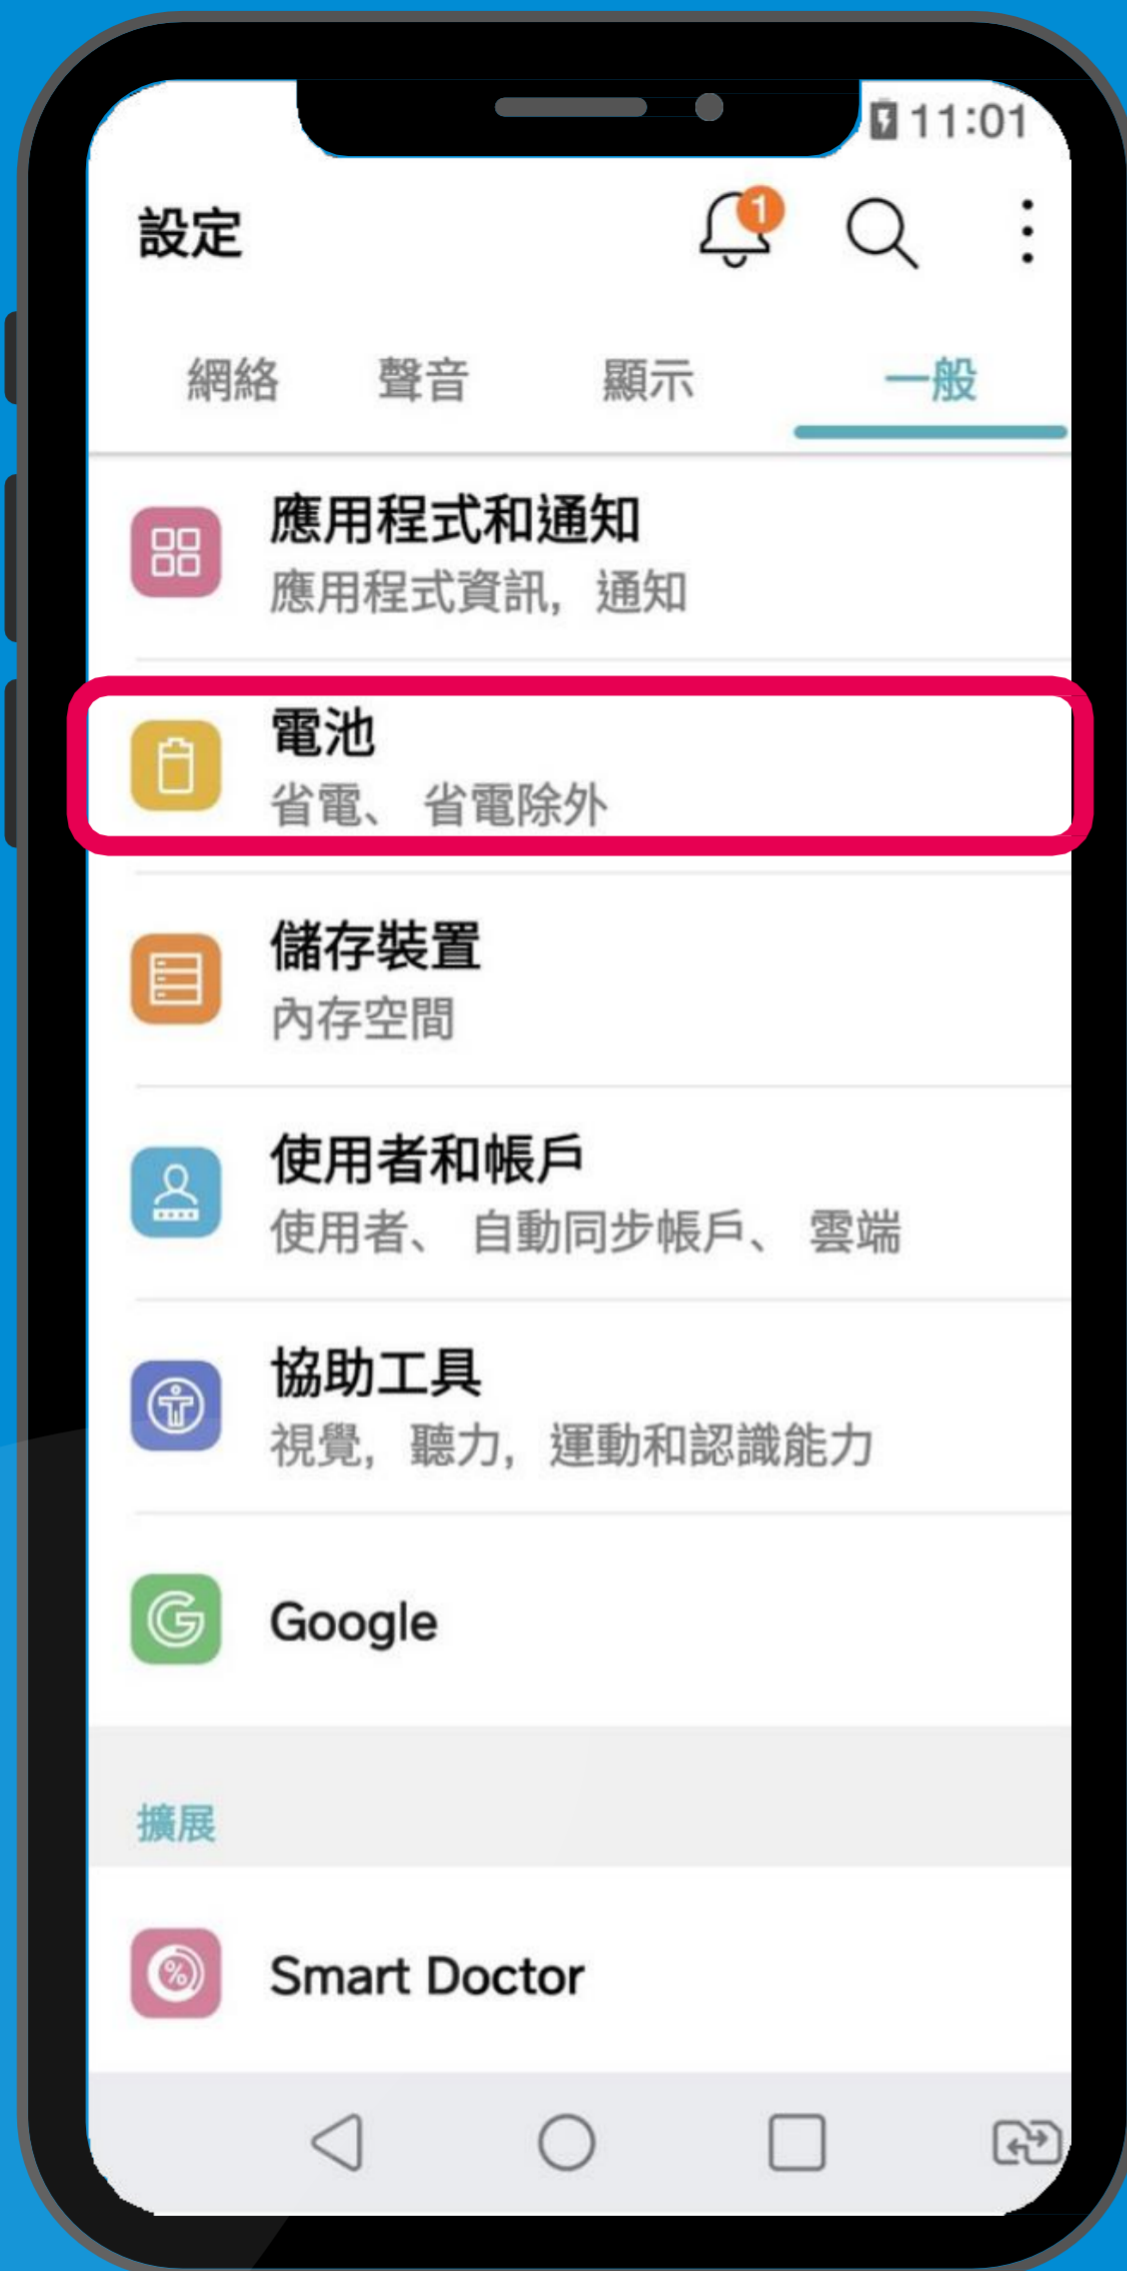 11:01
設定
1
網絡 聲音 顯示 一般
應用程式和通知
應用程式資訊, 通知
電池
省電、 省電除外
儲存裝置
內存空間
使用者和帳戶
使用者、 自動同步帳戶、 雲端
協助工具
視覺, 聽力, 運動和認識能力
Google
擴展
Smart Doctor